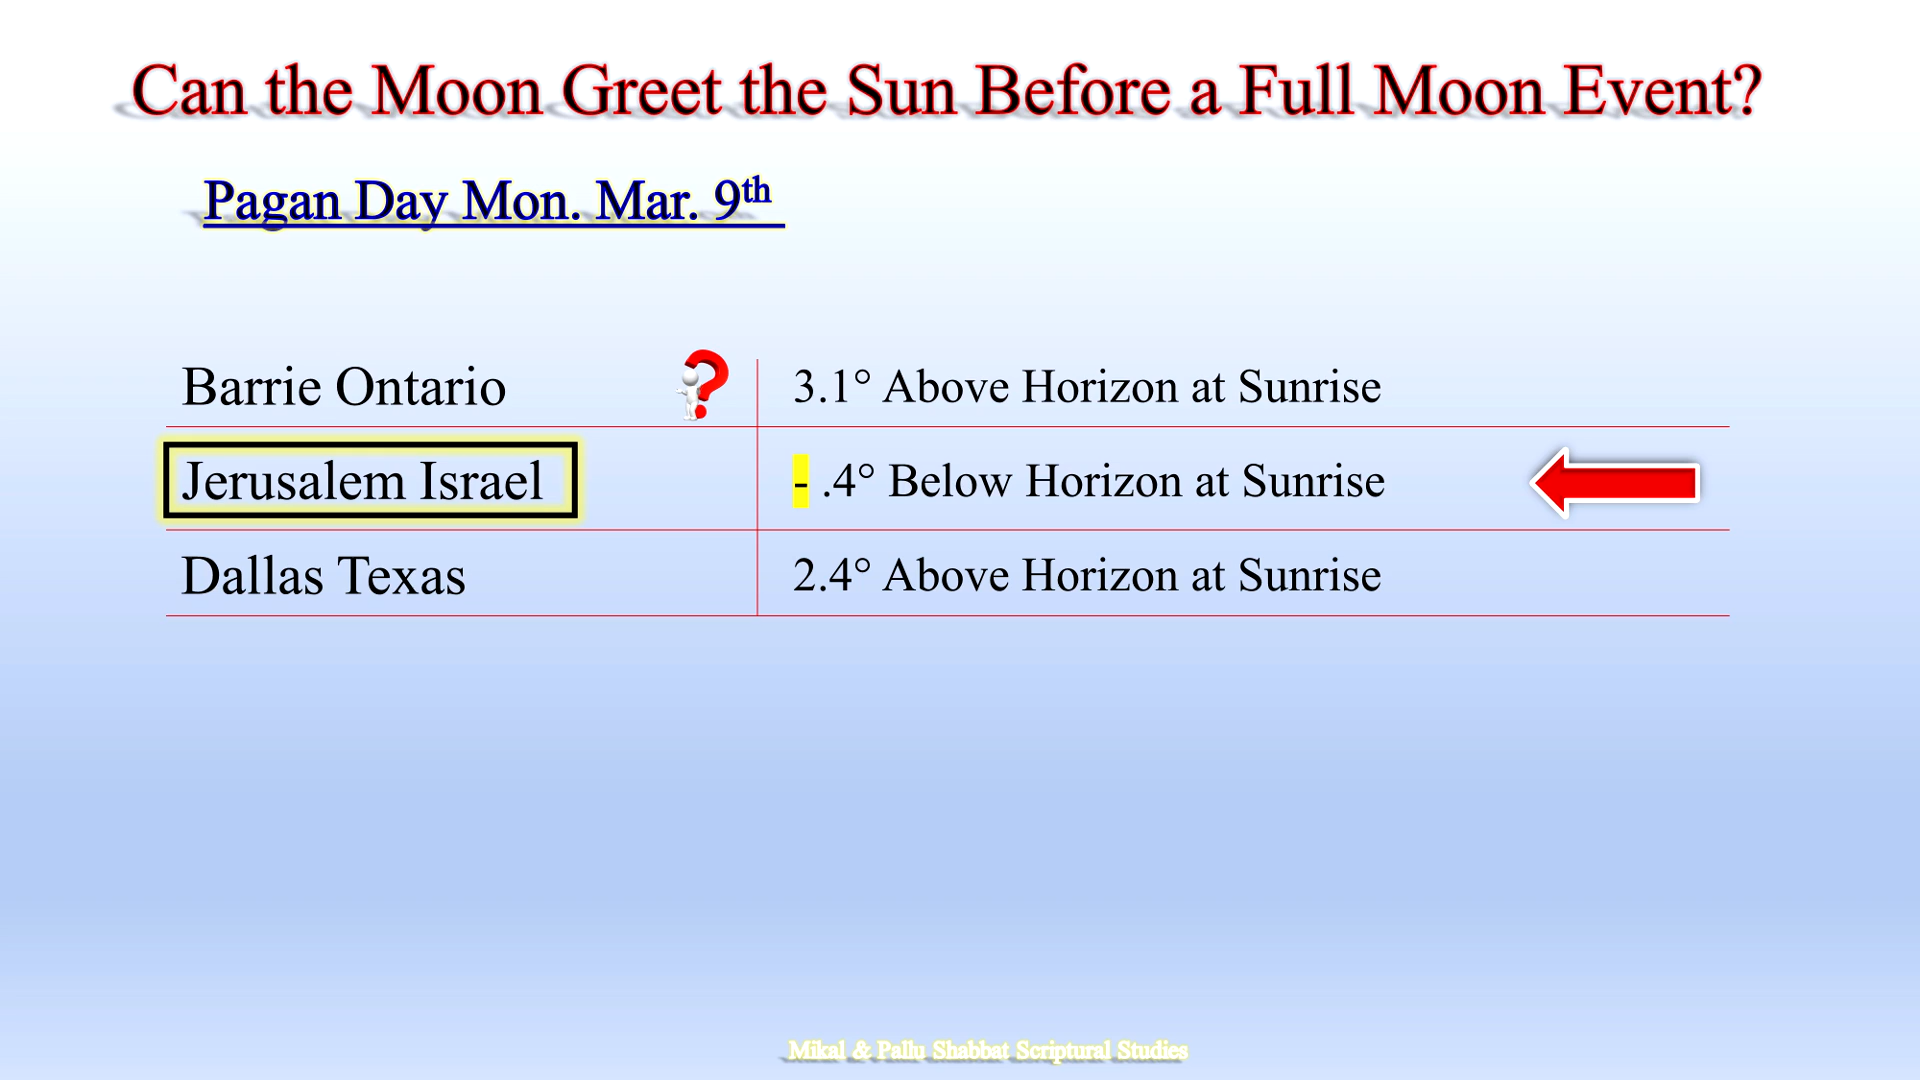 Can the Moon Greet the Sun Before a Full Moon Event?
Pagan Day Mon. Mar. 9th
Barrie Ontario ? 3.1° Above Horizon at Sunrise
Jerusalem Israel - .4° Below Horizon at Sunrise
Dallas Texas 2.4° Above Horizon at Sunrise
Mikal & Pallu Shabbat Scriptural Studies